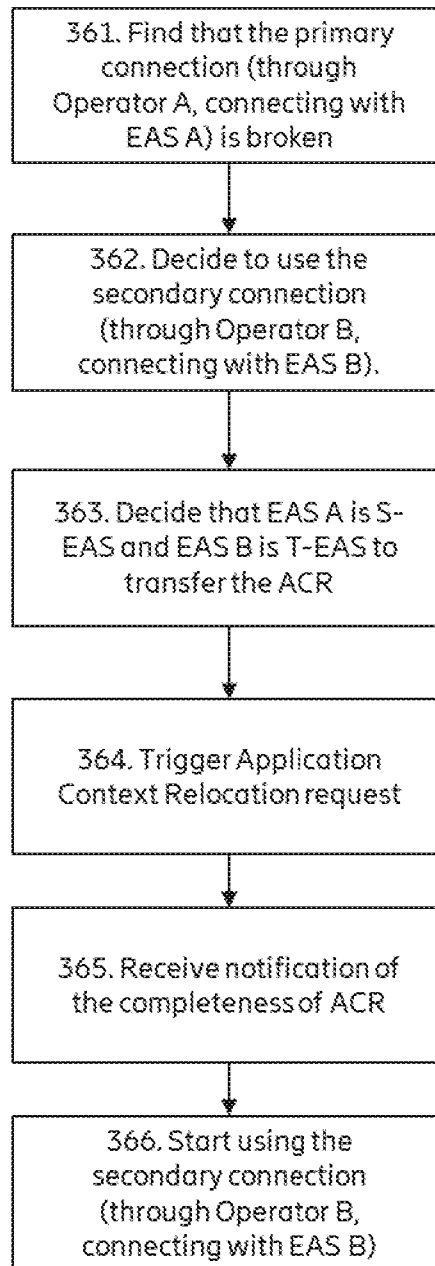 361. Find that the primary
connection (through
Operator A, connecting with
EAS A) is broken
362. Decide to use the
secondary connection
(through Operator B,
connecting with EAS B).
363. Decide that EAS A is S-
EAS and EAS B is T-EAS to
transfer the ACR
364. Trigger Application
Context Relocation request
365. Receive notification of
the completeness of ACR
366. Start using the
secondary connection
(through Operator B,
connecting with EAS B)